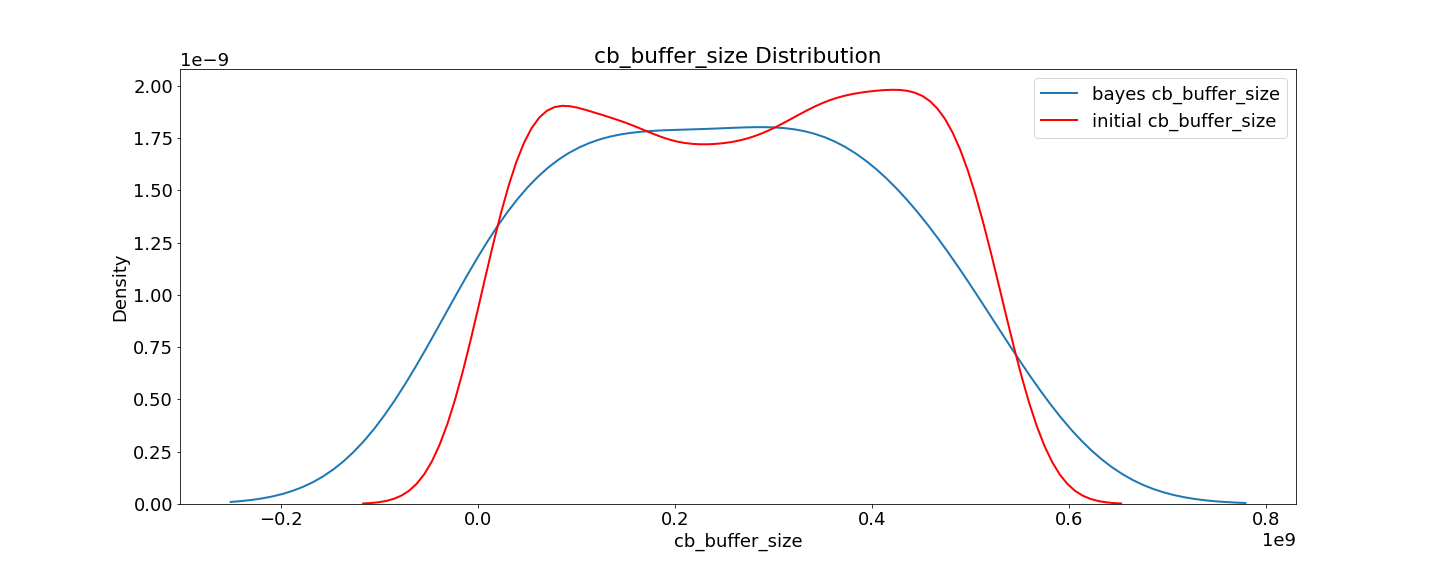 cb_buffer_size Distribution
1e−9
2.00
1.75
1.50
1.25
1.00
0.75
0.50
0.25
0.00
Density
bayes cb_buffer_size
initial cb_buffer_size
−0.2
0.0
0.2
0.4
0.6
0.8
1e9
cb_buffer_size